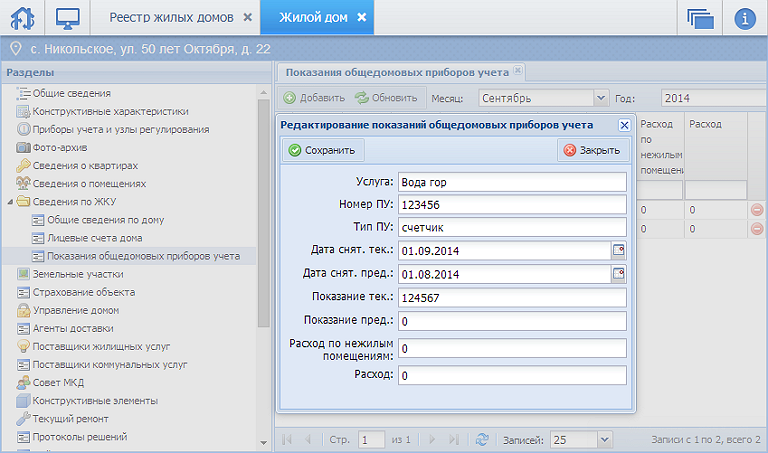 Реестр жилых домов
Жилой дом
с. Никольское, ул. 50 лет Октября, д. 22
Разделы
Общие сведения
Конструктивные характеристики
Приборы учета и узлы регулирования
Фото-архив
Сведения о квартирах
Сведения о помещениях
Сведения по ЖКУ
Общие сведения по дому
Лицевые счета дома
Показания общедомовых приборов учета
Земельные участки
Страхование объекта
Управление домом
Агенты доставки
Поставщики жилищных услуг
Поставщики коммунальных услуг
Совет МКД
Конструктивные элементы
Текущий ремонт
Протоколы решений
Показания общедомовых приборов учета
Добавить
Обновить
Месяц:
Сентябрь
Год:
2014
Расход
по
нежилым
помещени
Расход
0
0
0
0
Редактирование показаний общедомовых приборов учета
Сохранить
Закрыть
Услуга:
Вода гор
Номер ПУ:
123456
Тип ПУ:
счетчик
Дата снят. тек.:
01.09.2014
Дата снят. пред.:
01.08.2014
Показание тек.:
124567
Показание пред.:
0
Расход по нежилым
помещениям:
0
Расход:
0
Стр.
1
из 1
Записей:
25
Записи с 1 по 2, всего 2